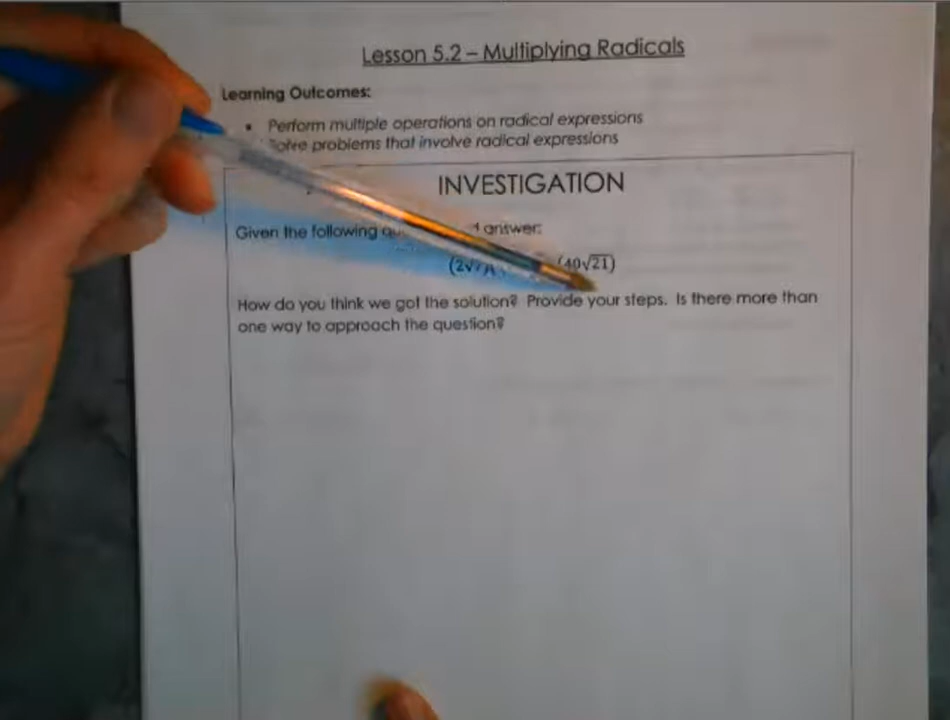 Lesson 5.2 – Multiplying Radicals
Learning Outcomes:
• Perform multiple operations on radical expressions
problems that involve radical expressions
INVESTIGATION
Given the following answer:
(40√21)
How do you think we got the solution? Provide your steps. Is there more than
one way to approach the question?